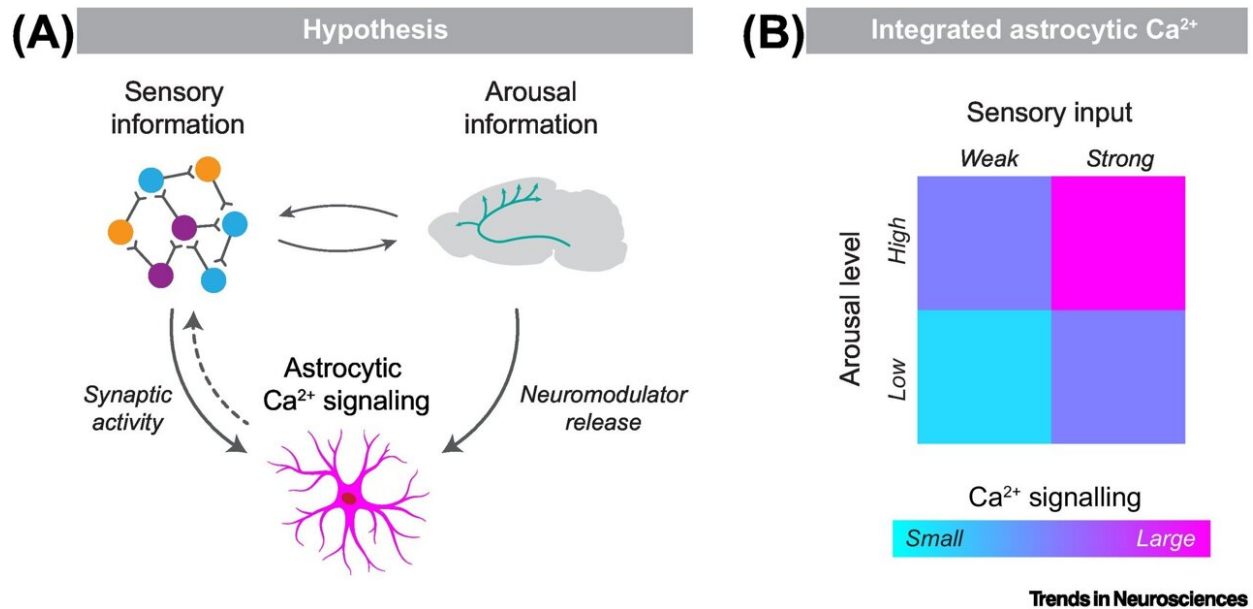 (A)
Hypothesis
Sensory
information
Arousal
information
Synaptic
activity
Astrocytic
Ca²⁺ signaling
Neuromodulator
release
(B)
Integrated astrocytic Ca²⁺
Sensory input
Weak Strong
Arousal level
High
Low
Ca²⁺ signalling
Small Large
Trends in Neurosciences